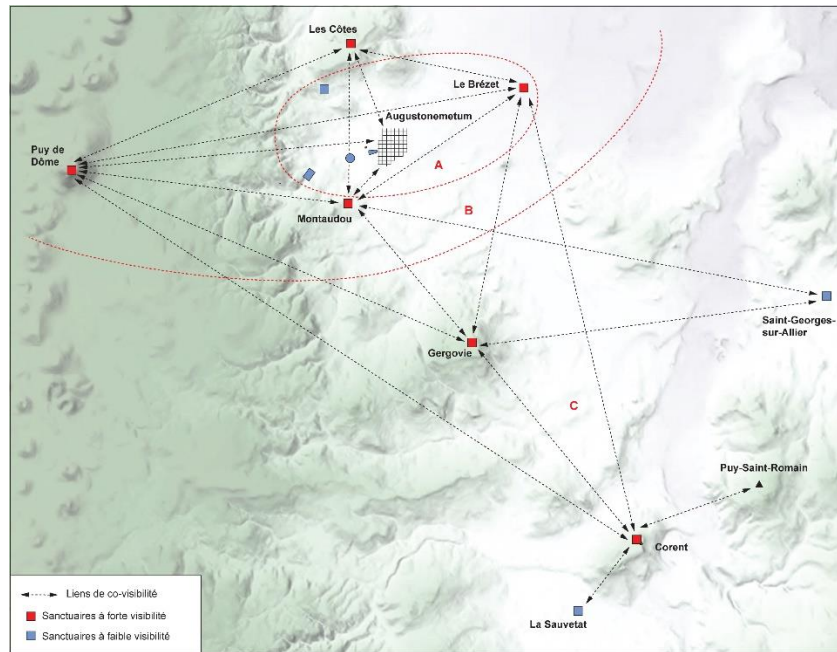 Les Côtes
Le Brézet
Augustonemetum
Puy de
Dôme
A
B
Montaudou
Saint-Georges-
sur-Allier
Gergovie
C
Puy-Saint-Romain
Corent
La Sauvetat
Liens de co-visibilité
Sanctuaires à forte visibilité
Sanctuaires à faible visibilité